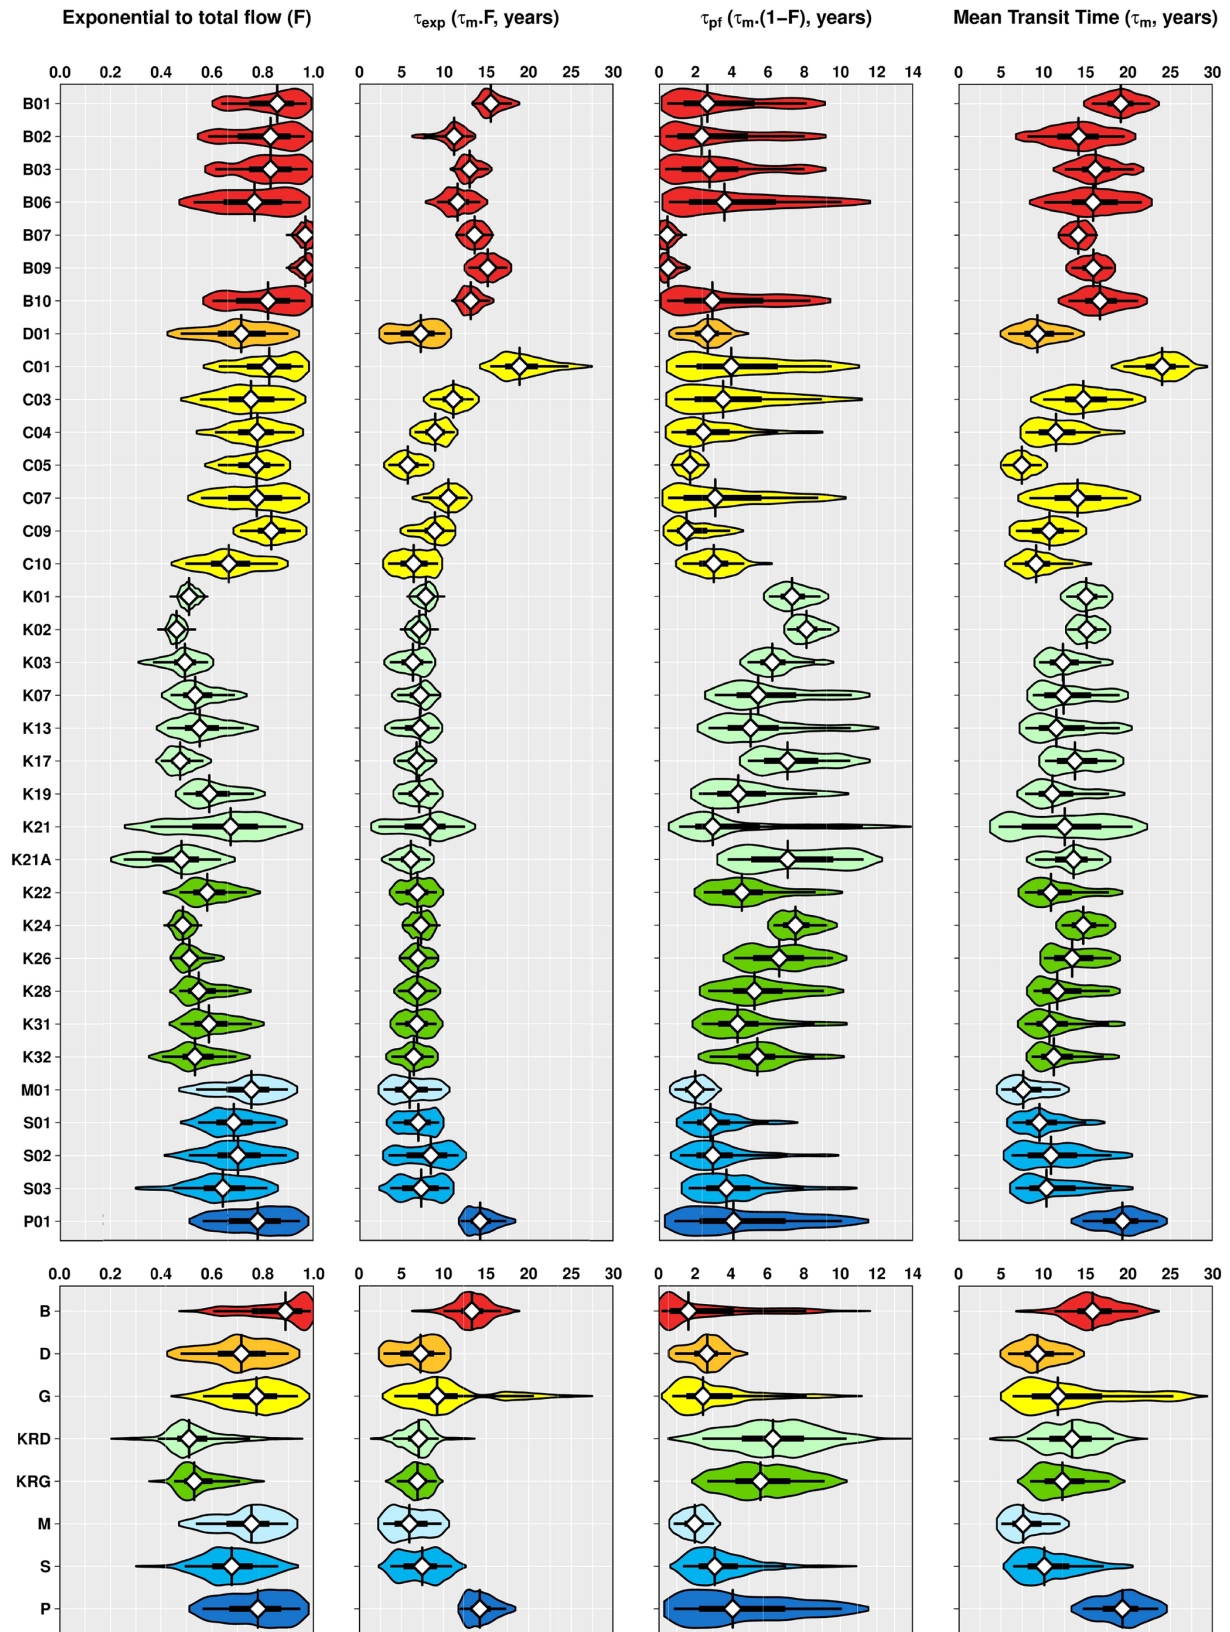 Exponential to total flow (F) τexp (τm.F, years) τpf (τm.(1−F), years) Mean Transit Time (τm, years)
0.0 0.2 0.4 0.6 0.8 1.0 0 5 10 15 20 25 30 0 2 4 6 8 10 12 14 0 5 10 15 20 25 30
B01
B02
B03
B06
B07
B09
B10
D01
C01
C03
C04
C05
C07
C09
C10
K01
K02
K03
K07
K13
K17
K19
K21
K21A
K22
K24
K26
K28
K31
K32
M01
S01
S02
S03
P01
0.0 0.2 0.4 0.6 0.8 1.0 0 5 10 15 20 25 30 0 2 4 6 8 10 12 14 0 5 10 15 20 25 30
B
D
G
KRD
KRG
M
S
P